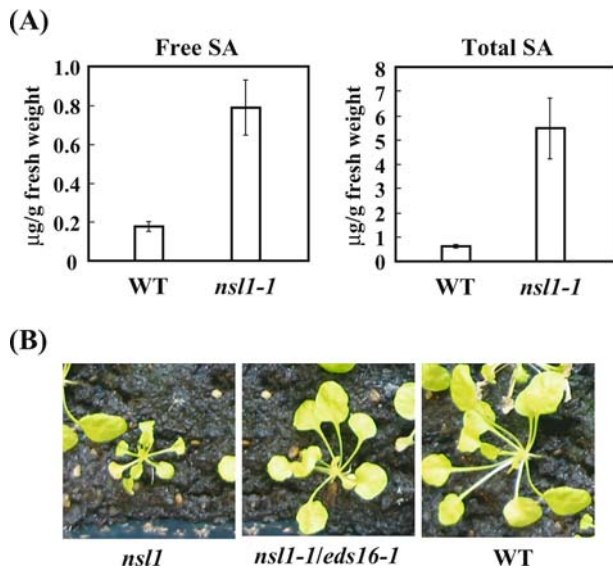 (A)
Free SA
Total SA
μg/g fresh weight
1.0
0.8
0.6
0.4
0.2
0
WT
nsl1-1
μg/g fresh weight
8
7
6
5
4
3
2
1
0
WT
nsl1-1
(B)
nsl1
nsl1-1/eds16-1
WT